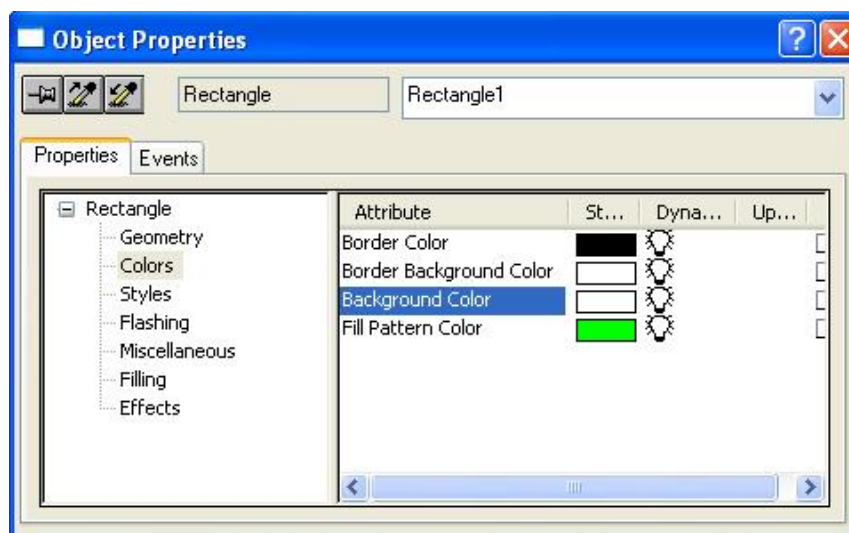 Object Properties
Rectangle Rectangle1
Properties Events
Rectangle
Geometry
Colors
Styles
Flashing
Miscellaneous
Filling
Effects
Attribute St... Dyna... Up...
Border Color
Border Background Color
Background Color
Fill Pattern Color